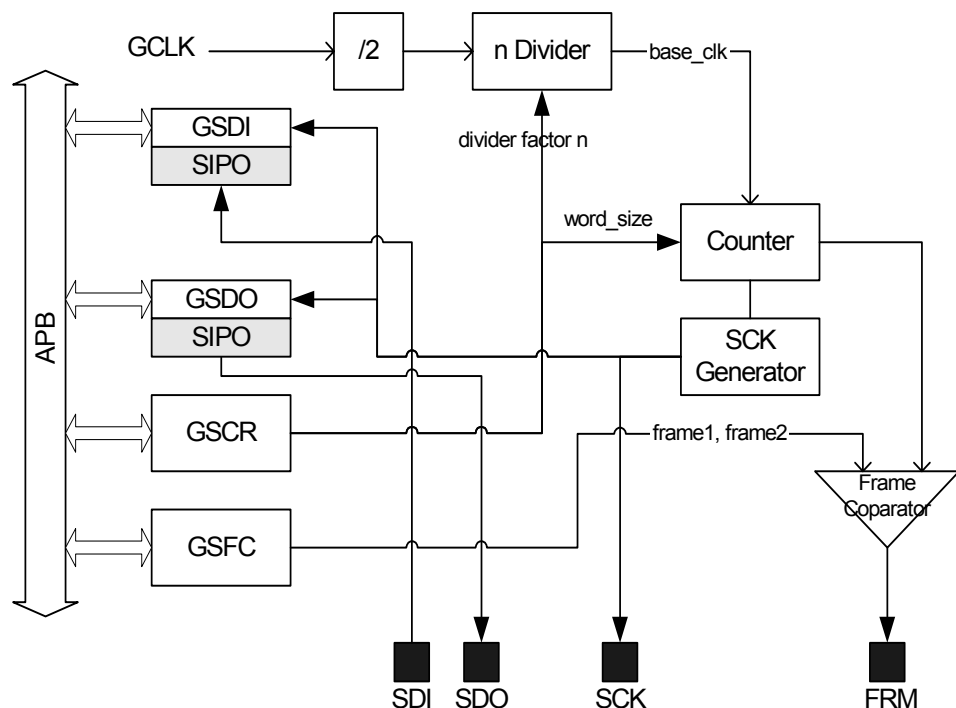 GCLK
/2
n Divider
base_clk
GSDI
SIPO
divider factor n
word_size
Counter
GSDO
SIPO
APB
SCK
Generator
GSCR
frame1, frame2
Frame
Coparator
GSFC
SDI
SDO
SCK
FRM